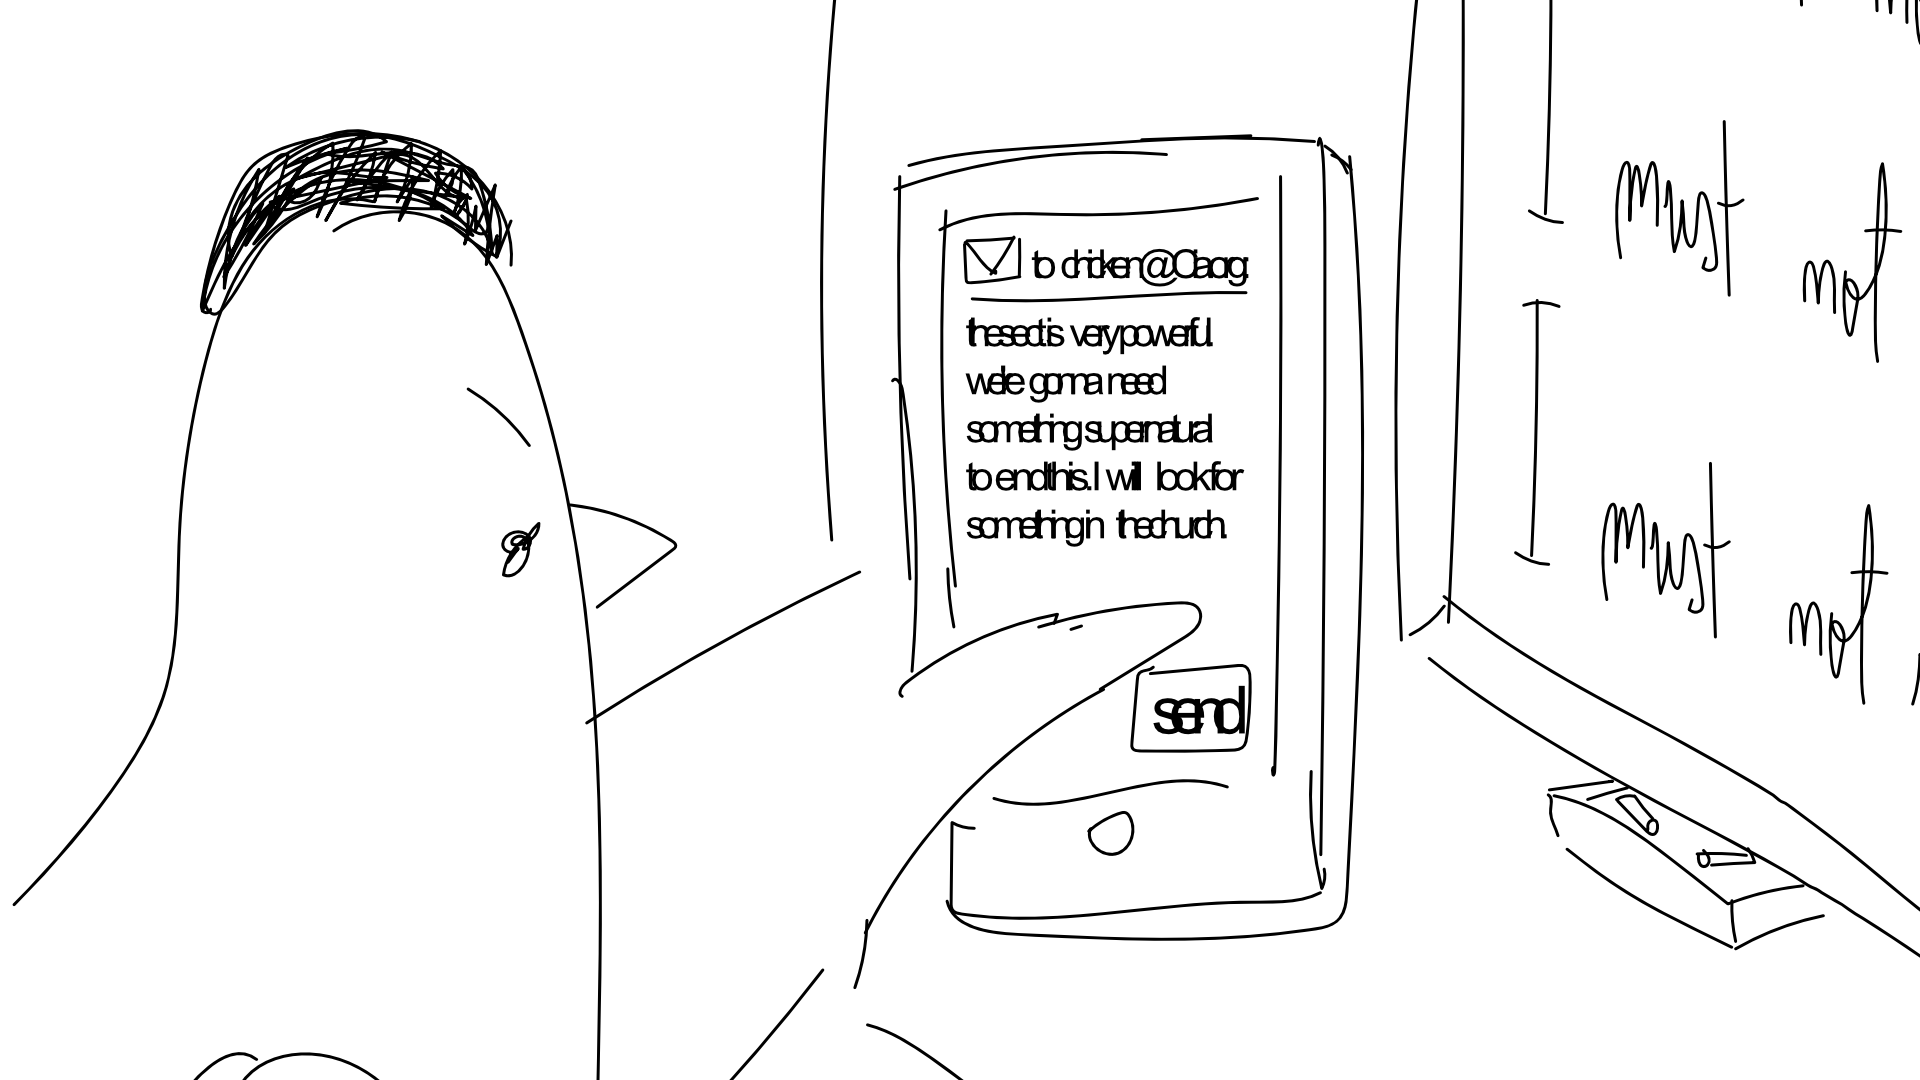 to chicken@Cia.org:
the sect is very powerful.
we're gonna need
something supernatural
to end this. I will look for
something in the church.
send
I must not
I must not